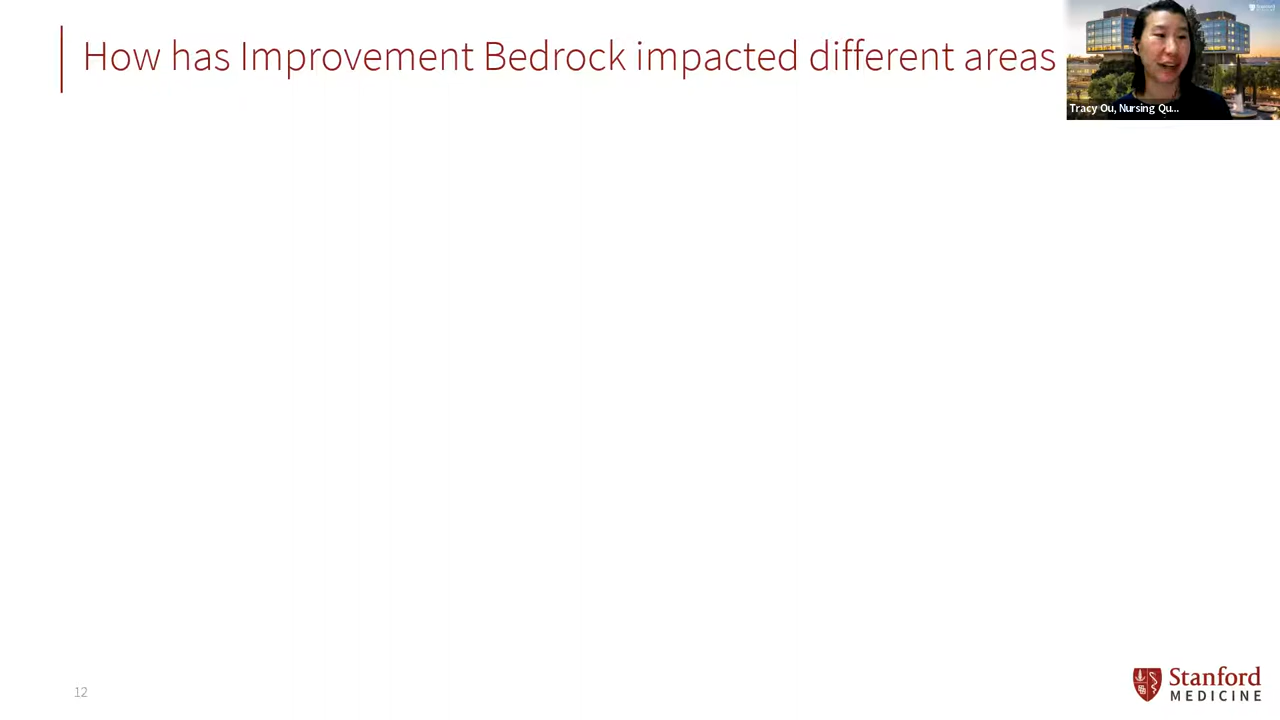 How has Improvement Bedrock impacted different areas
Tracy Ou, Nursing Qu...
12
Stanford
MEDICINE